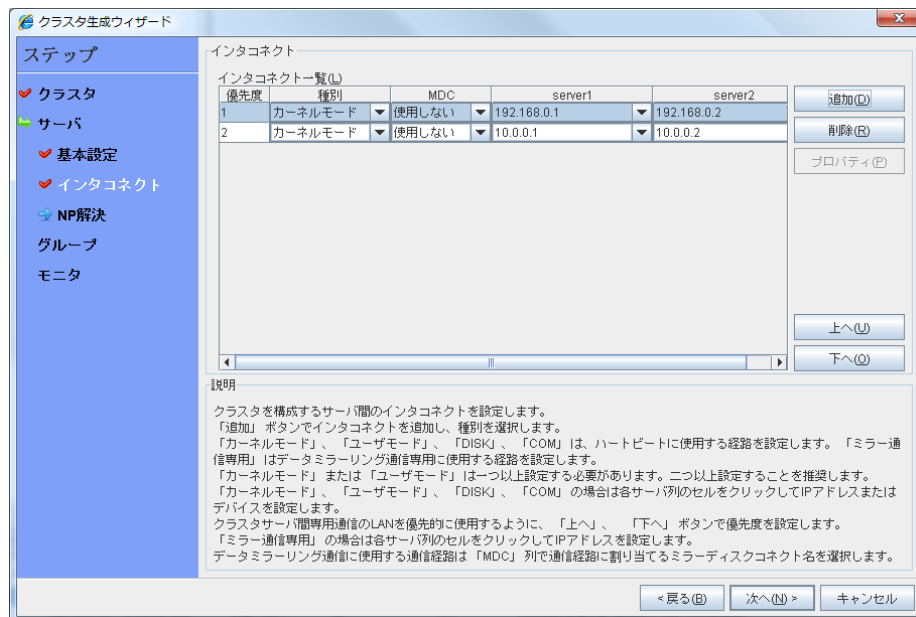 クラスタ生成ウィザード
ステップ
クラスタ
サーバ
基本設定
インタコネクト
NP解決
グループ
モニタ
インタコネクト
インタコネクト一覧(L)
優先度 種別 MDC server1 server2
1 カーネルモード 使用しない 192.168.0.1 192.168.0.2
2 カーネルモード 使用しない 10.0.0.1 10.0.0.2
追加(D)
削除(R)
プロパティ(P)
上へ(U)
下へ(O)
説明
クラスタを構成するサーバ間のインタコネクトを設定します。
「追加」 ボタンでインタコネクトを追加し、種別を選択します。
「カーネルモード」、 「ユーザモード」、 「DISK」、 「COM」は、ハートビートに使用する経路を設定します。 「ミラー通
信専用」はデータミラーリング通信専用に使用する経路を設定します。
「カーネルモード」 または 「ユーザモード」 は一つ以上設定する必要があります。二つ以上設定することを推奨します。
「カーネルモード」、 「ユーザモード」、 「DISK」、 「COM」 の場合は各サーバ列のセルをクリックしてIPアドレスまたは
デバイスを設定します。
クラスタサーバ間専用通信のLANを優先的に使用するように、 「上へ」、 「下へ」 ボタンで優先度を設定します。
「ミラー通信専用」 の場合は各サーバ列のセルをクリックしてIPアドレスを設定します。
データミラーリング通信に使用する通信経路は 「MDC」 列で通信経路に割り当てるミラーディスクコネクト名を選択します。
<戻る(B) 次へ(N)> キャンセル